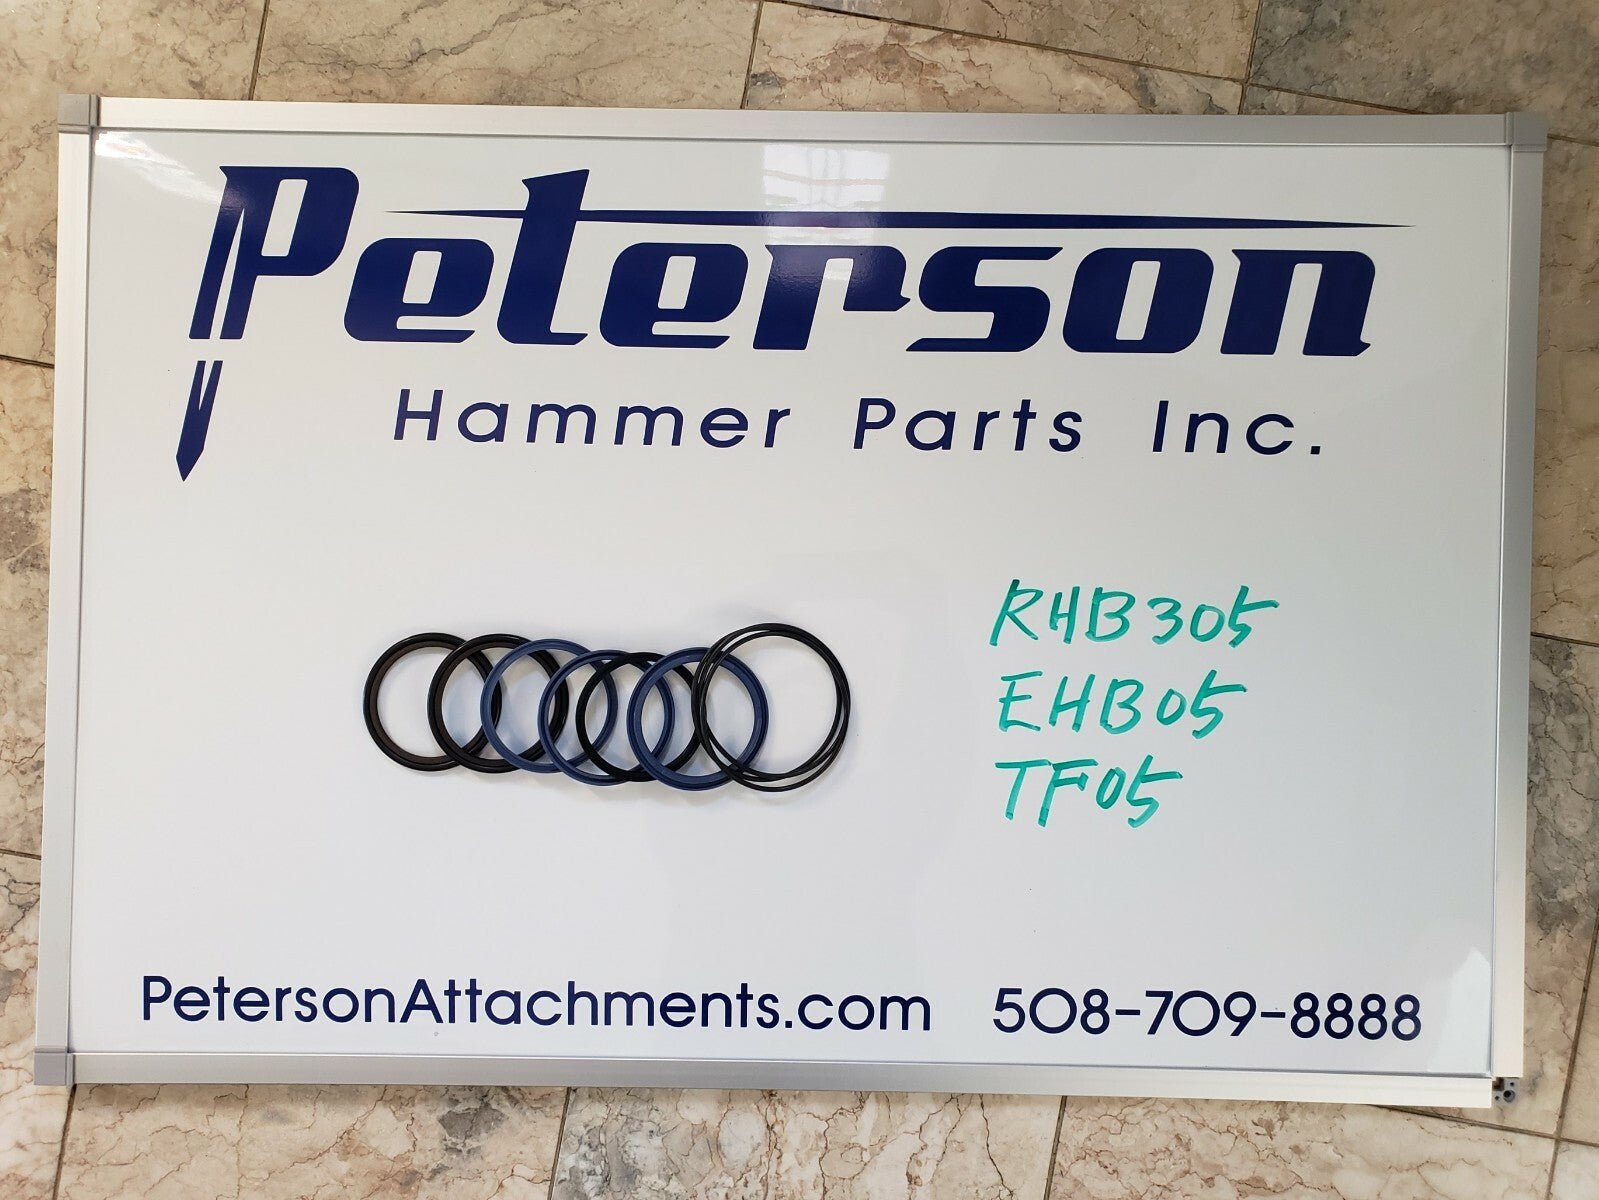 Peterson
Hammer Parts Inc.
RHB305
EHB05
TF05
PetersonAttachments.com 508-709-8888